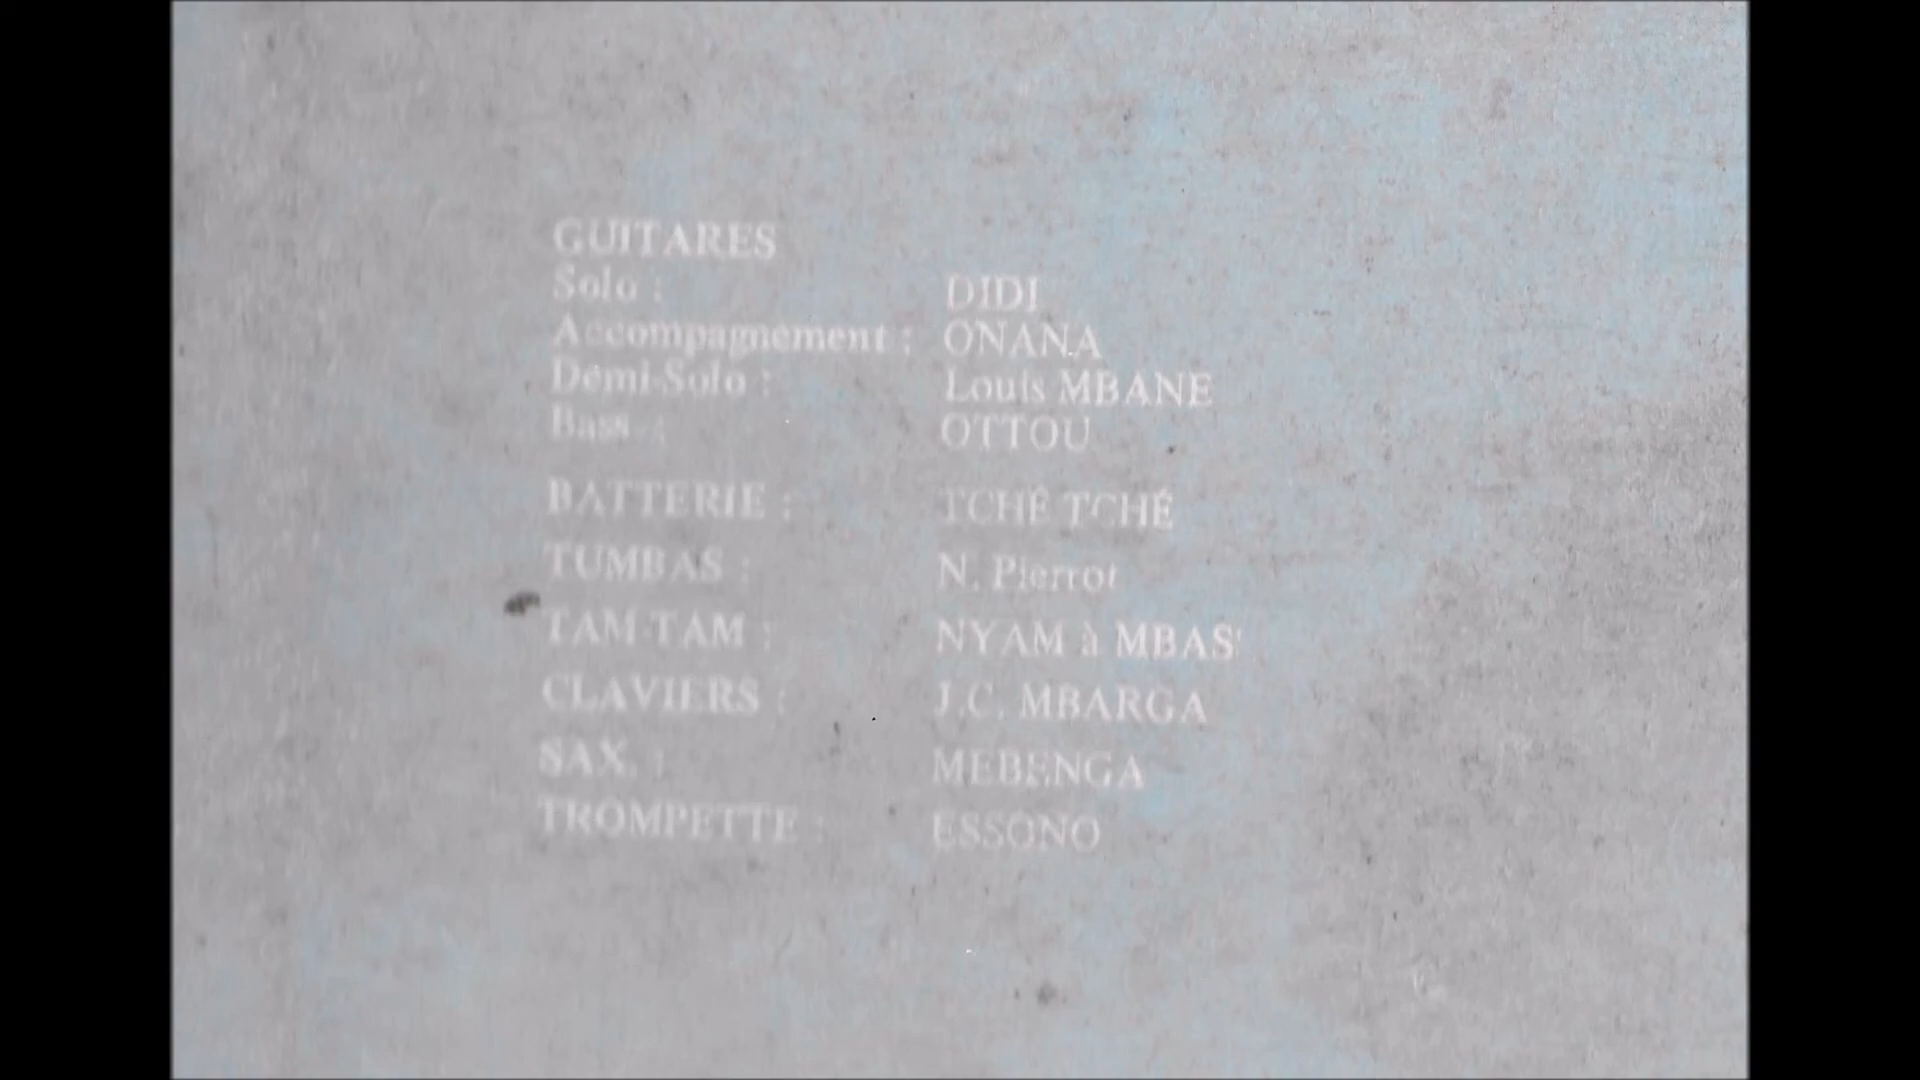 GUITARES
Solo : DIDI
Accompagnement : ONANA
Demi-Solo : Louis MBANE
Bass : OTTOU
BATTERIE : TCHÉ TCHÉ
TUMBAS : N. Pierrot
TAM-TAM : NYAM à
CLAVIERS : J.C. MBARGA
SAX. : MEBENGA
TROMPETTE : ESSONO